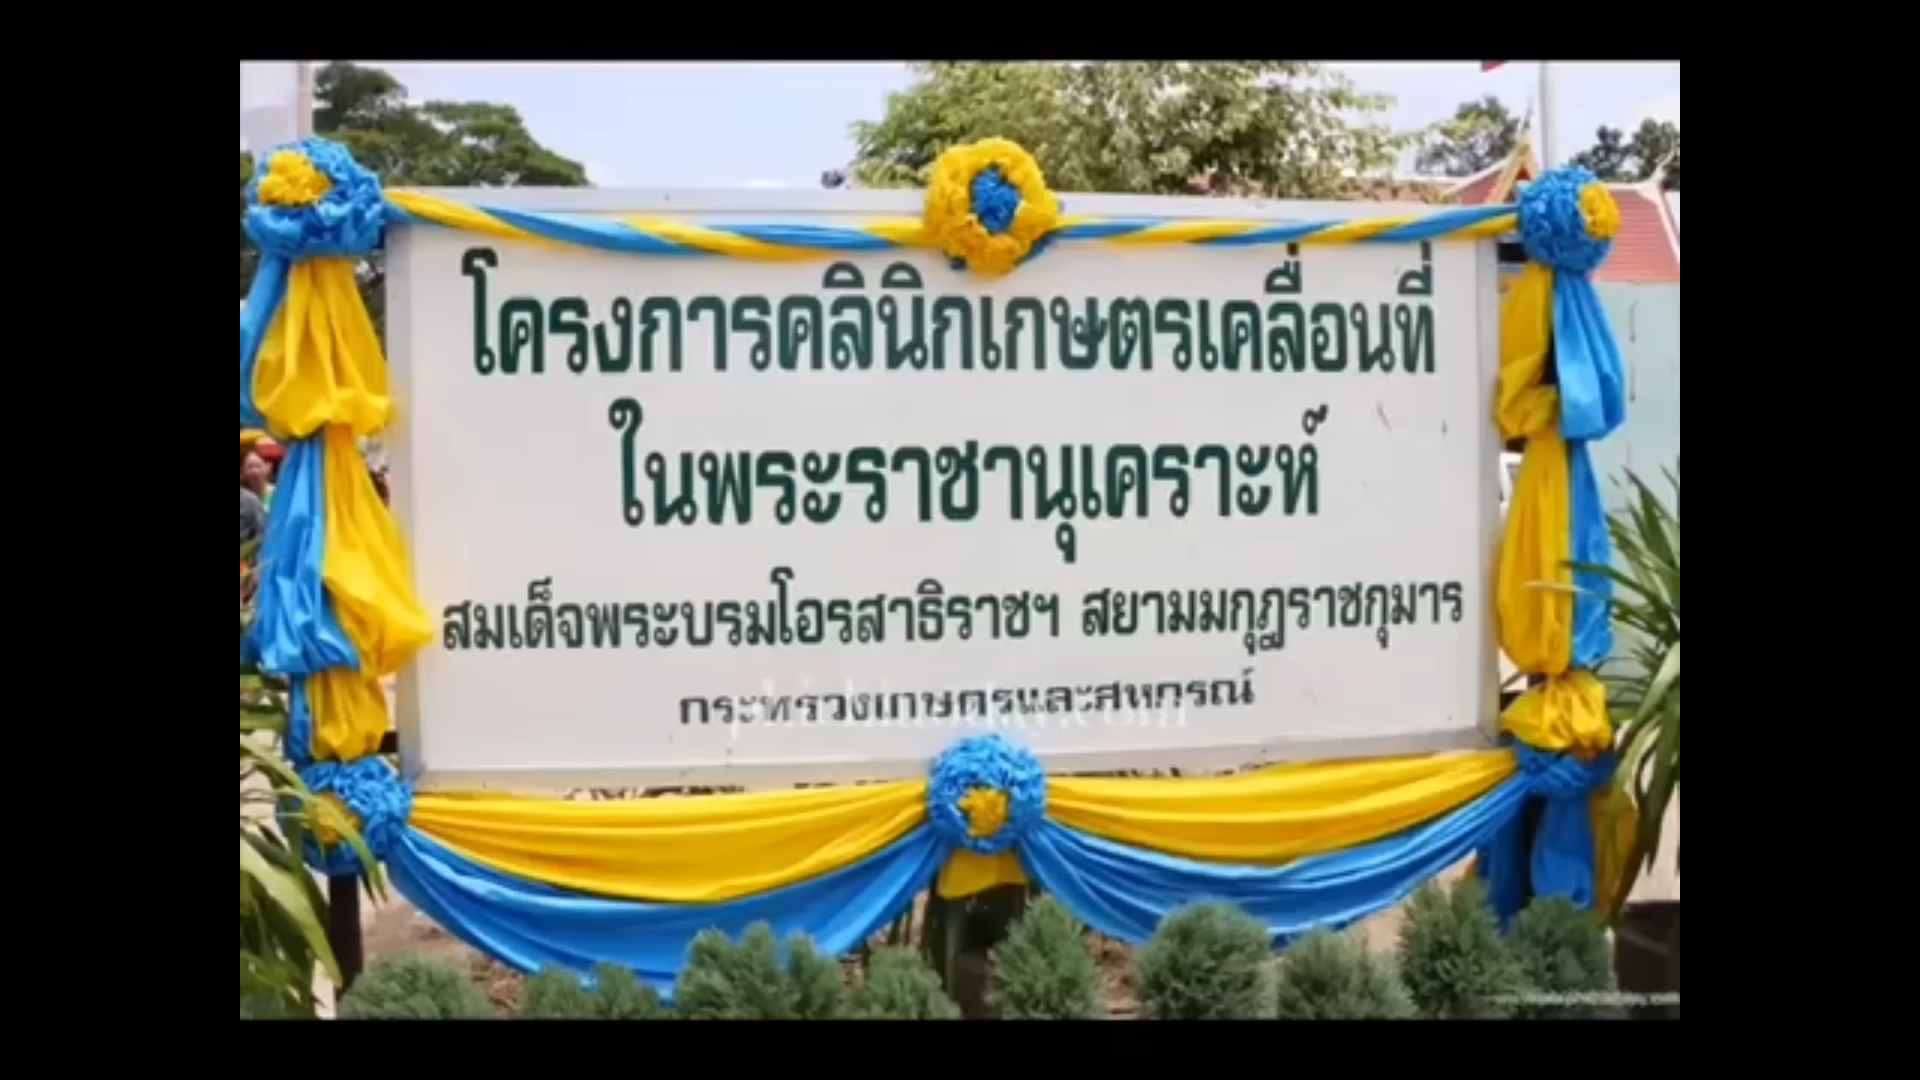 โครงการคลินิกเกษตรเคลื่อนที่
ในพระราชานุเคราะห์
สมเด็จพระบรมโอรสาธิราชฯ สยามมกุฎราชกุมาร
กระทรวงเกษตรและสหกรณ์